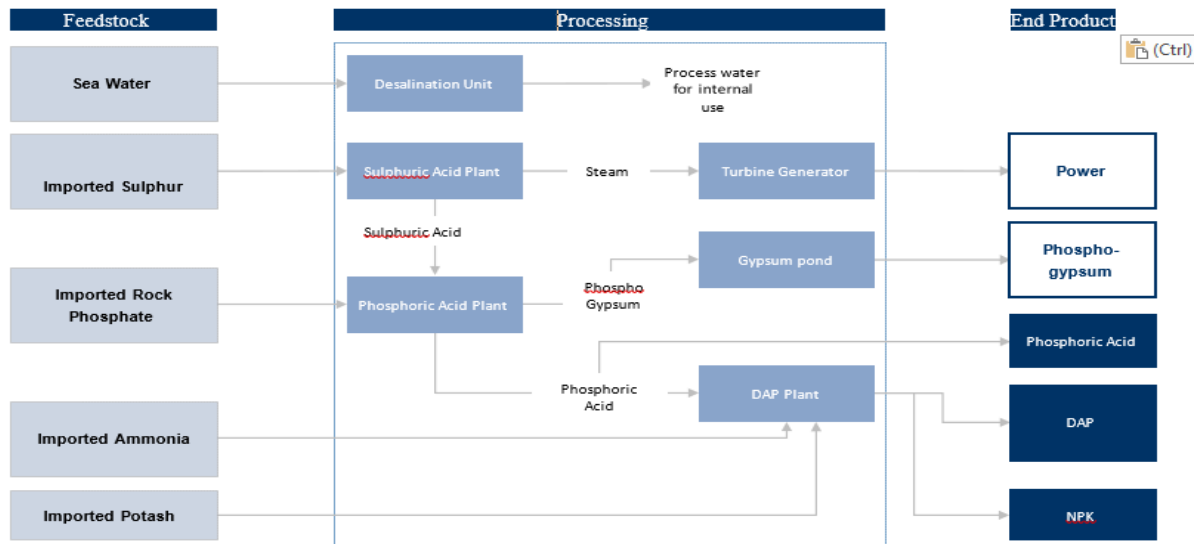 Feedstock
Processing
End Product
(Ctrl)
Sea Water
Desalination Unit
Process water
for internal
use
Imported Sulphur
Sulphuric Acid Plant
Steam
Turbine Generator
Power
Sulphuric Acid
Gypsum pond
Phospho-
gypsum
Imported Rock
Phosphate
Phosphoric Acid Plant
Phospho
Gypsum
Phosphoric Acid
Phosphoric
Acid
DAP Plant
DAP
Imported Ammonia
Imported Potash
NPK